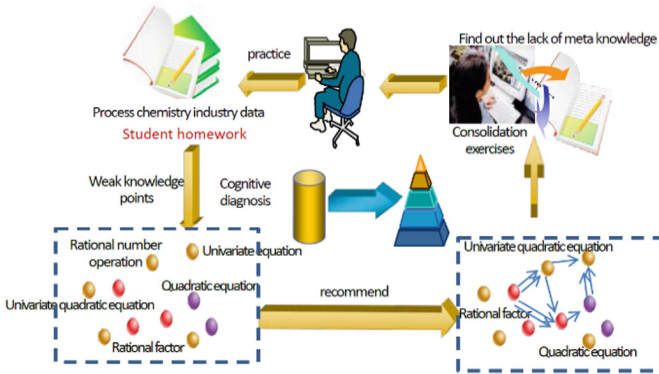 Find out the lack of meta knowledge
practice
Process chemistry industry data
Student homework
Consolidation
exercises
Weak knowledge
points
Cognitive
diagnosis
Rational number
operation
Univariate equation
Quadratic equation
Univariate quadratic equation
Rational factor
recommend
Univariate quadratic equation
Rational factor
Quadratic equation